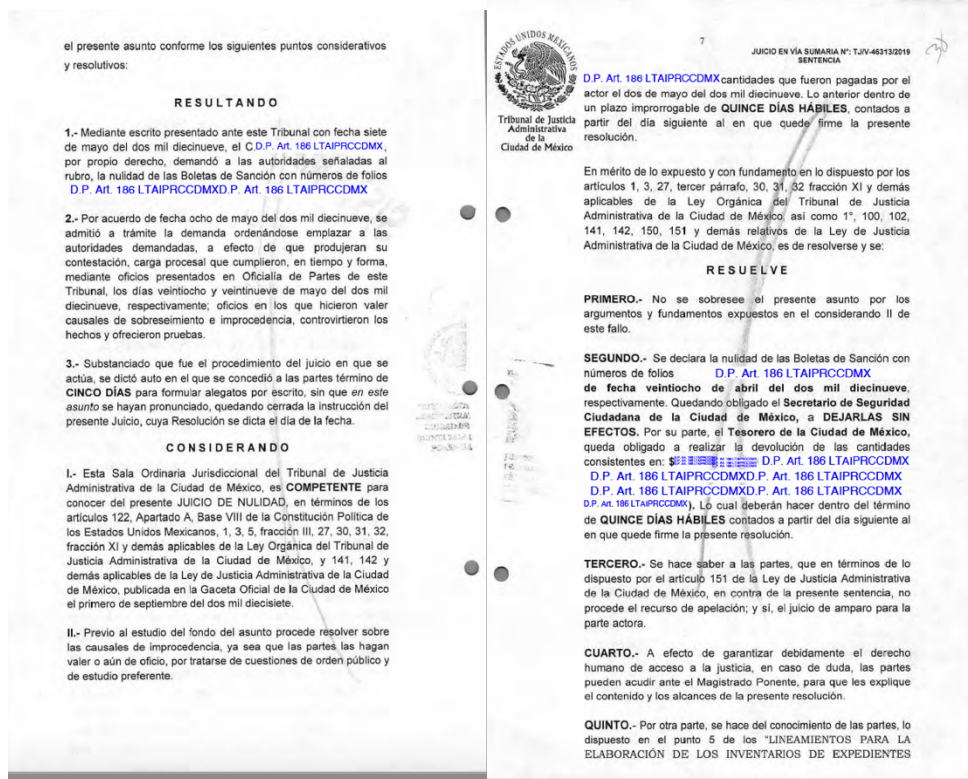 el presente asunto conforme los siguientes puntos considerativos
y resolutivos:
RESULTANDO
1.- Mediante escrito presentado ante este Tribunal con fecha siete
de mayo del dos mil diecinueve, el C.D.P. Art. 186 LTAIPRCCDMX,
por propio derecho, demandó a las autoridades señaladas al
rubro, la nulidad de las Boletas de Sanción con números de folios
D.P. Art. 186 LTAIPRCCDMXD.P. Art. 186 LTAIPRCCDMX
2.- Por acuerdo de fecha ocho de mayo del dos mil diecinueve, se
admitió a trámite la demanda ordenándose emplazar a las
autoridades demandadas, a efecto de que produjeran su
contestación, carga procesal que cumplieron, en tiempo y forma,
mediante oficios presentados en Oficialía de Partes de este
Tribunal, los días veintiocho y veintinueve de mayo del dos mil
diecinueve, respectivamente; oficios en los que hicieron valer
causales de sobreseimiento e improcedencia, controvirtieron los
hechos y ofrecieron pruebas.
3.- Substanciado que fue el procedimiento del juicio en que se
actúa, se dictó auto en el que se concedió a las partes término de
CINCO DÍAS para formular alegatos por escrito, sin que en este
asunto se hayan pronunciado, quedando cerrada la instrucción del
presente Juicio, cuya Resolución se dicta el día de la fecha.
CONSIDERANDO
I.- Esta Sala Ordinaria Jurisdiccional del Tribunal de Justicia
Administrativa de la Ciudad de México, es COMPETENTE para
conocer del presente JUICIO DE NULIDAD, en términos de los
artículos 122, Apartado A, Base VIII de la Constitución Política de
los Estados Unidos Mexicanos, 1, 3, 5, fracción III, 27, 30, 31, 32,
fracción XI y demás aplicables de la Ley Orgánica del Tribunal de
Justicia Administrativa de la Ciudad de México, y 141, 142 y
demás aplicables de la Ley de Justicia Administrativa de la Ciudad
de México, publicada en la Gaceta Oficial de la Ciudad de México
el primero de septiembre del dos mil diecisiete.
II.- Previo al estudio del fondo del asunto procede resolver sobre
las causales de improcedencia, ya sea que las partes las hagan
valer o aún de oficio, por tratarse de cuestiones de orden público y
de estudio preferente.
ESTADOS UNIDOS MEXICANOS
Tribunal de Justicia
Administrativa
de la
Ciudad de México
7
JUICIO EN VÍA SUMARIA N°: TJ/V-46313/2019
SENTENCIA
D.P. Art. 186 LTAIPRCCDMX cantidades que fueron pagadas por el
actor el dos de mayo del dos mil diecinueve. Lo anterior dentro de
un plazo improrrogable de QUINCE DÍAS HÁBILES, contados a
partir del día siguiente al en que quede firme la presente
resolución.
En mérito de lo expuesto y con fundamento en lo dispuesto por los
artículos 1, 3, 27, tercer párrafo, 30, 31, 32 fracción XI y demás
aplicables de la Ley Orgánica del Tribunal de Justicia
Administrativa de la Ciudad de México, así como 1°, 100, 102,
141, 142, 150, 151 y demás relativos de la Ley de Justicia
Administrativa de la Ciudad de México, es de resolverse y se:
RESUELVE
PRIMERO.- No se sobresee el presente asunto por los
argumentos y fundamentos expuestos en el considerando II de
este fallo.
SEGUNDO.- Se declara la nulidad de las Boletas de Sanción con
números de folios D.P. Art. 186 LTAIPRCCDMX
de fecha veintiocho de abril del dos mil diecinueve,
respectivamente. Quedando obligado el Secretario de Seguridad
Ciudadana de la Ciudad de México, a DEJARLAS SIN
EFECTOS. Por su parte, el Tesorero de la Ciudad de México,
queda obligado a realizar la devolución de las cantidades
consistentes en: $ D.P. Art. 186 LTAIPRCCDMX
D.P. Art. 186 LTAIPRCCDMXD.P. Art. 186 LTAIPRCCDMX
D.P. Art. 186 LTAIPRCCDMXD.P. Art. 186 LTAIPRCCDMX
D.P. Art. 186 LTAIPRCCDMX). Lo cual deberán hacer dentro del término
de QUINCE DÍAS HÁBILES contados a partir del día siguiente al
en que quede firme la presente resolución.
TERCERO.- Se hace saber a las partes, que en términos de lo
dispuesto por el artículo 151 de la Ley de Justicia Administrativa
de la Ciudad de México, en contra de la presente sentencia, no
procede el recurso de apelación; y sí, el juicio de amparo para la
parte actora.
CUARTO.- A efecto de garantizar debidamente el derecho
humano de acceso a la justicia, en caso de duda, las partes
pueden acudir ante el Magistrado Ponente, para que les explique
el contenido y los alcances de la presente resolución.
QUINTO.- Por otra parte, se hace del conocimiento de las partes, lo
dispuesto en el punto 5 de los "LINEAMIENTOS PARA LA
ELABORACIÓN DE LOS INVENTARIOS DE EXPEDIENTES